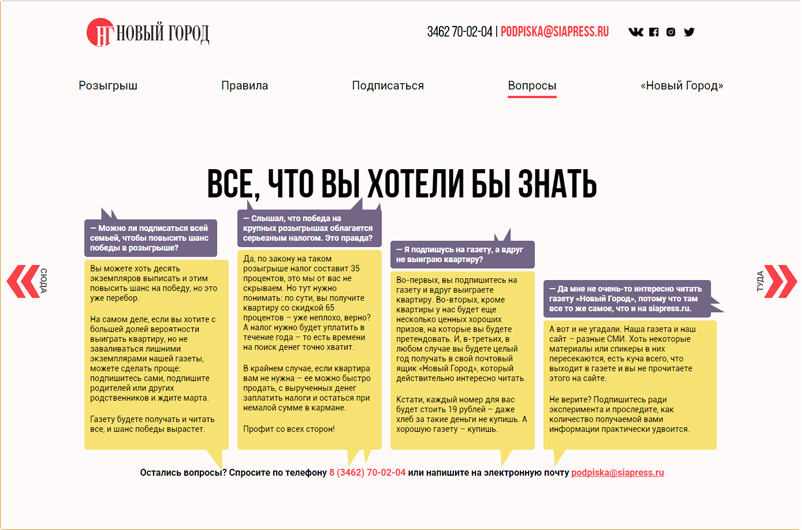 НГ НОВЫЙ ГОРОД
3462 70-02-04 | PODPISKA@SIAPRESS.RU
Розыгрыш
Правила
Подписаться
Вопросы
«Новый Город»
ВСЕ, ЧТО ВЫ ХОТЕЛИ БЫ ЗНАТЬ
— Можно ли подписаться всей
семьей, чтобы повысить шанс
победы в розыгрыше?
Вы можете хоть десять
экземпляров выписать и этим
повысить шанс на победу, но это
уже перебор.
На самом деле, если вы хотите с
большей долей вероятности
выиграть квартиру, но не
заваливаться лишними
экземплярами нашей газеты,
можете сделать проще:
подпишитесь сами, подпишите
родителей или других
родственников и ждите марта.
Газету будете получать и читать
все, и шанс победы вырастет.
— Слышал, что победа на
крупных розыгрышах облагается
серьезным налогом. Это правда?
Да, по закону на таком
розыгрыше налог составит 35
процентов, это мы от вас не
скрываем. Но тут нужно
понимать: по сути, вы получите
квартиру со скидкой 65
процентов – уже неплохо, верно?
А налог нужно будет уплатить в
течение года – то есть времени
на поиск денег точно хватит.
В крайнем случае, если квартира
вам не нужна – ее можно быстро
продать, с вырученных денег
заплатить налоги и остаться при
немалой сумме в кармане.
Профит со всех сторон!
— Я подпишусь на газету, а вдруг
не выиграю квартиру?
Во-первых, вы подпишитесь на
газету и вдруг выиграете
квартиру. Во-вторых, кроме
квартиры у нас будет еще
несколько ценных хороших
призов, на которые вы будете
претендовать. И, в-третьих, в
любом случае вы будете целый
год получать в свой почтовый
ящик «Новый Город», который
действительно интересно читать.
Кстати, каждый номер для вас
будет стоить 19 рублей – даже
хлеб за такие деньги не купишь. А
хорошую газету – купишь.
— Да мне не очень-то интересно читать
газету «Новый Город», потому что там
все то же самое, что и на siapress.ru.
А вот и не угадали. Наша газета и наш
сайт – разные СМИ. Хоть некоторые
материалы или спикеры в них
пересекаются, есть куча всего, что
выходит в газете и вы не прочитаете
этого на сайте.
Не верите? Подпишитесь ради
эксперимента и проследите, как
количество получаемой вами
информации практически удвоится.
СЮДА
ТУДА
Остались вопросы? Спросите по телефону 8 (3462) 70-02-04 или напишите на электронную почту podpiska@siapress.ru